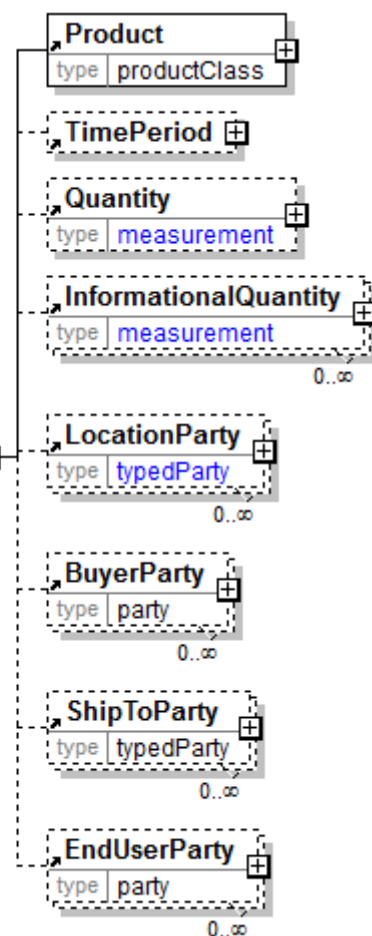 Product
type productClass
TimePeriod
Quantity
type measurement
InformationalQuantity
type measurement
0..∞
LocationParty
type typedParty
0..∞
BuyerParty
type party
0..∞
ShipToParty
type typedParty
0..∞
EndUserParty
type party
0..∞